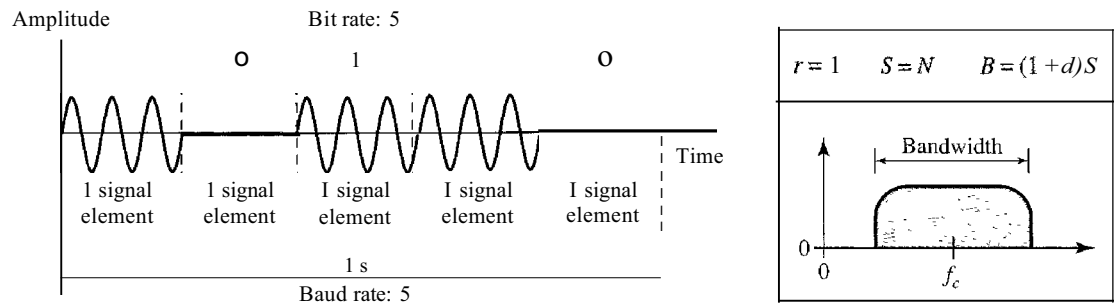 Amplitude
Bit rate: 5
O 1 O
Time
1 signal element
1 signal element
I signal element
I signal element
I signal element
1 s
Baud rate: 5
r = 1 S = N B = (1 + d)S
Bandwidth
0
0
f_c